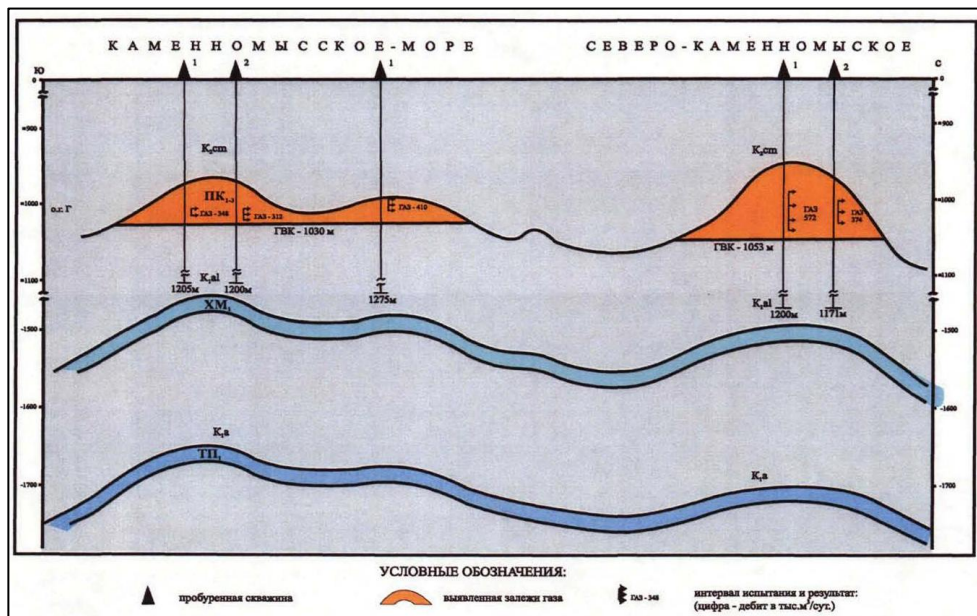 КАМЕННОМЫССКОЕ-МОРЕ СЕВЕРО-КАМЕННОМЫСКОЕ
1 2 1 1 2
Ю С
0 0
-900 -900
K₂cm K₂cm
ПК₁₋₃
о.г. Г -1000 ГАЗ - 348 ГАЗ - 312 ГАЗ - 410 ГАЗ 572 ГАЗ 374 -1000
ГВК - 1030 м ГВК - 1053 м
K₁al
-1100 -1100
1205м 1200м 1275м K₁al
ХМ₁ 1200м 1171м
-1500 -1500
-1600 -1600
K₁a
ТП₁
K₁a
-1700 -1700
УСЛОВНЫЕ ОБОЗНАЧЕНИЯ:
пробуренная скважина выявленная залежи газа ГАЗ - 348 интервал испытания и результат:
(цифра - дебит в тыс.м³/сут.)